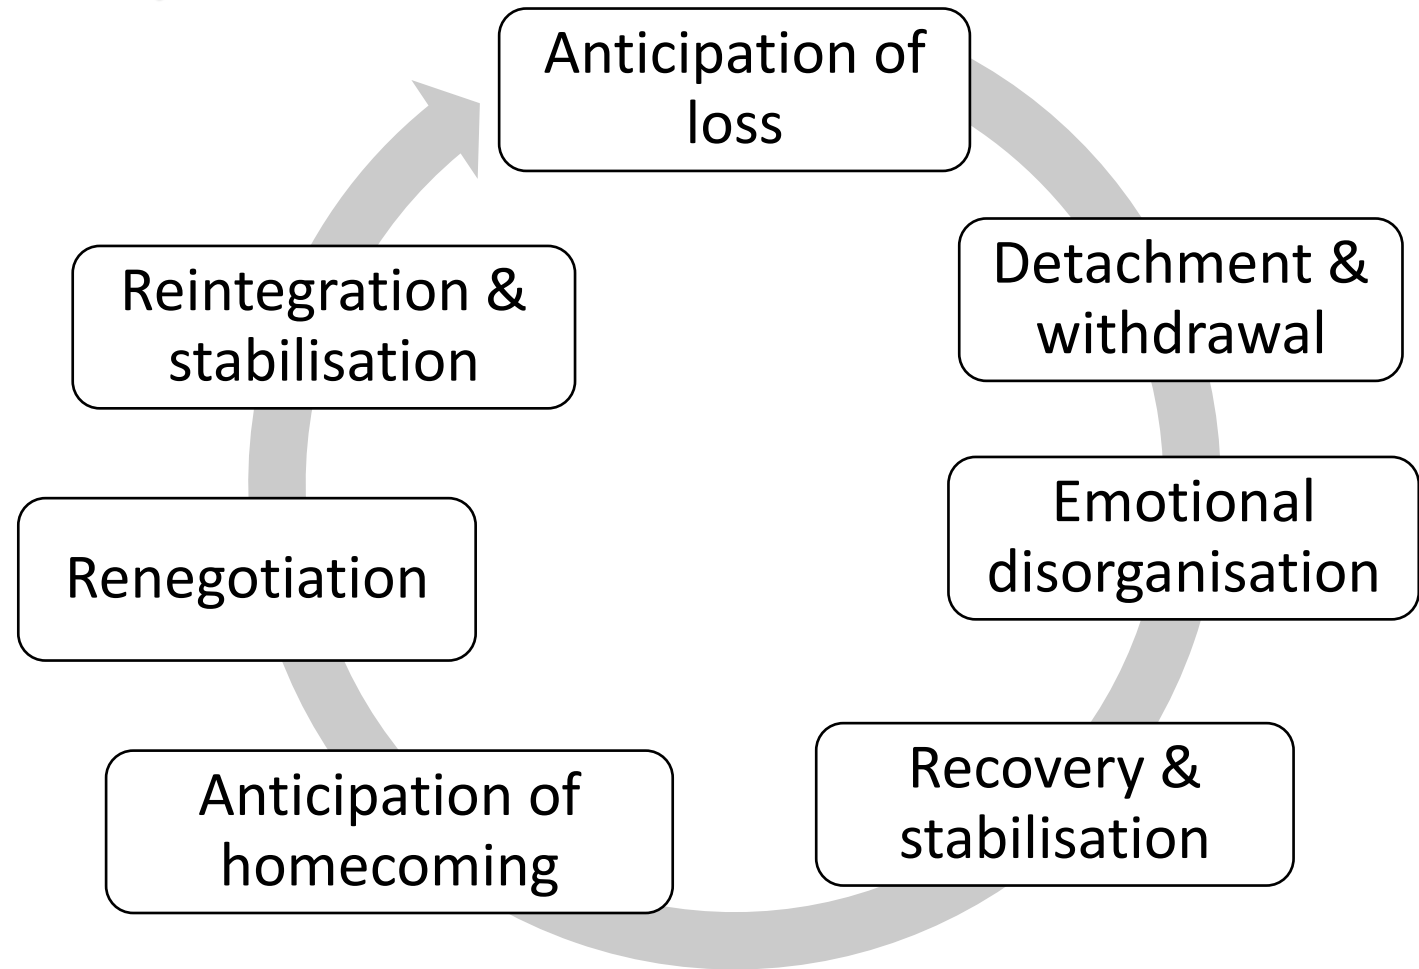 Anticipation of
loss
Detachment &
withdrawal
Emotional
disorganisation
Recovery &
stabilisation
Anticipation of
homecoming
Renegotiation
Reintegration &
stabilisation